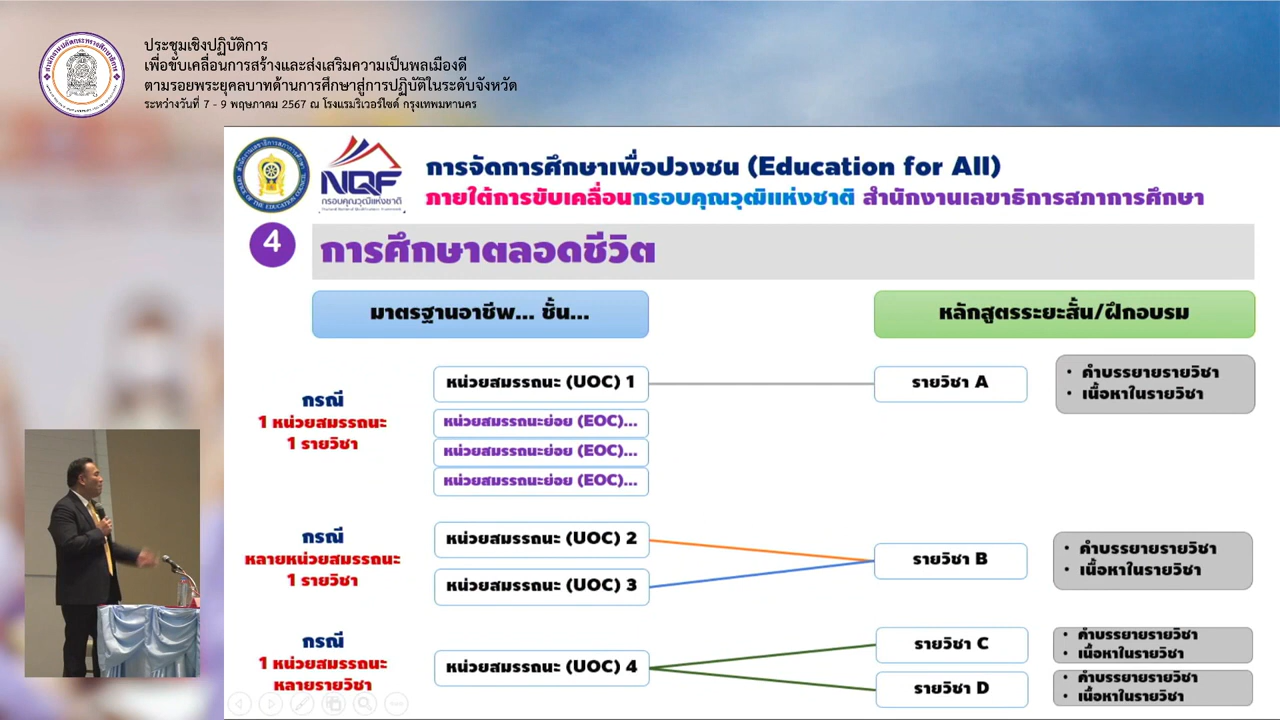 ประชุมเชิงปฏิบัติการ
เพื่อขับเคลื่อนการสร้างและส่งเสริมความเป็นพลเมืองดี
ตามรอยพระยุคลบาทด้านการศึกษาสู่การปฏิบัติในระดับจังหวัด
ระหว่างวันที่ 7 - 9 พฤษภาคม 2567 ณ โรงแรมริเวอร์ไซด์ กรุงเทพมหานคร
NQF
กรอบคุณวุฒิแห่งชาติ
การจัดการศึกษาเพื่อปวงชน (Education for All)
ภายใต้การขับเคลื่อนกรอบคุณวุฒิแห่งชาติ สำนักงานเลขาธิการสภาการศึกษา
4
การศึกษาตลอดชีวิต
มาตรฐานอาชีพ... ชั้น...
หลักสูตรระยะสั้น/ฝึกอบรม
กรณี
1 หน่วยสมรรถนะ
1 รายวิชา
หน่วยสมรรถนะ (UOC) 1
หน่วยสมรรถนะย่อย (EOC)...
หน่วยสมรรถนะย่อย (EOC)...
หน่วยสมรรถนะย่อย (EOC)...
รายวิชา A
• คำบรรยายรายวิชา
• เนื้อหาในรายวิชา
กรณี
หลายหน่วยสมรรถนะ
1 รายวิชา
หน่วยสมรรถนะ (UOC) 2
หน่วยสมรรถนะ (UOC) 3
รายวิชา B
• คำบรรยายรายวิชา
• เนื้อหาในรายวิชา
กรณี
1 หน่วยสมรรถนะ
หลายรายวิชา
หน่วยสมรรถนะ (UOC) 4
รายวิชา C
• คำบรรยายรายวิชา
• เนื้อหาในรายวิชา
รายวิชา D
• คำบรรยายรายวิชา
• เนื้อหาในรายวิชา